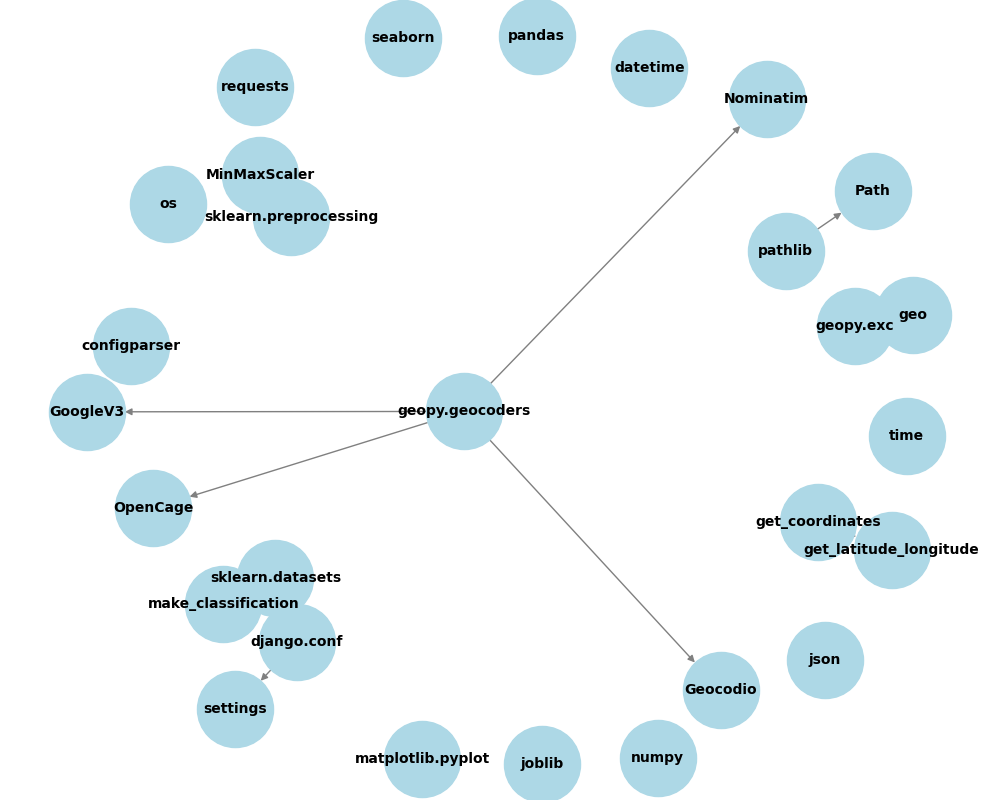 seaborn
pandas
datetime
requests
Nominatim
MinMaxScaler
Path
os
sklearn.preprocessing
pathlib
geo
geopy.exc
configparser
GoogleV3
geopy.geocoders
time
OpenCage
get_coordinates
get_latitude_longitude
sklearn.datasets
make_classification
django.conf
json
Geocodio
settings
matplotlib.pyplot
joblib
numpy